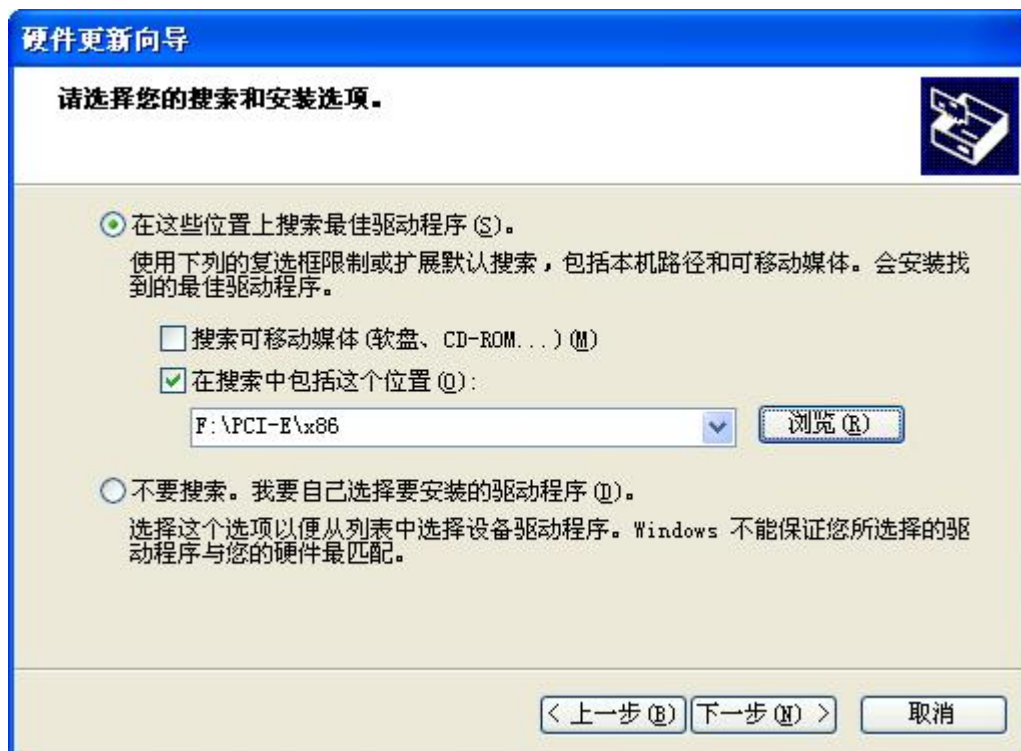 硬件更新向导
请选择您的搜索和安装选项。
在这些位置上搜索最佳驱动程序(S)。
使用下列的复选框限制或扩展默认搜索，包括本机路径和可移动媒体。会安装找
到的最佳驱动程序。
搜索可移动媒体(软盘、CD-ROM...)(M)
在搜索中包括这个位置(O):
F:\PCI-E\x86
浏览(R)
不要搜索。我要自己选择要安装的驱动程序(D)。
选择这个选项以便从列表中选择设备驱动程序。Windows 不能保证您所选择的驱
动程序与您的硬件最匹配。
< 上一步(B) 下一步(N) > 取消